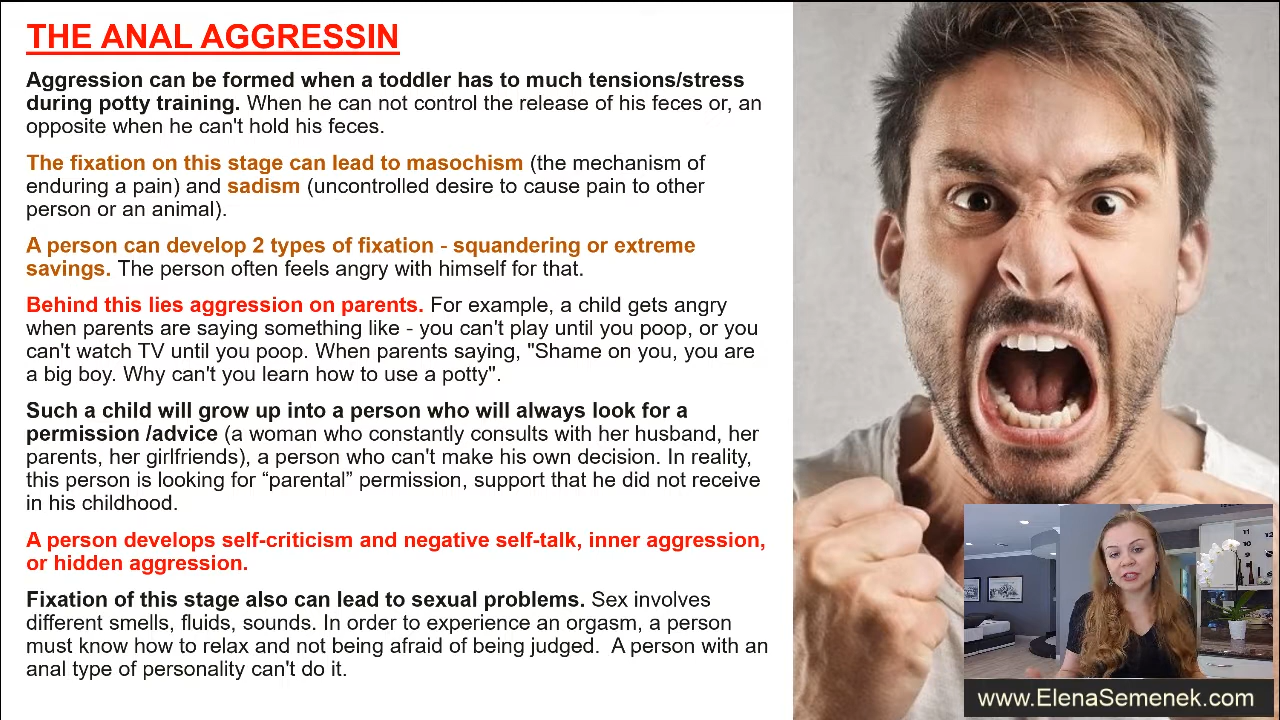 THE ANAL AGGRESSIN
Aggression can be formed when a toddler has to much tensions/stress
during potty training. When he can not control the release of his feces or, an
opposite when he can't hold his feces.
The fixation on this stage can lead to masochism (the mechanism of
enduring a pain) and sadism (uncontrolled desire to cause pain to other
person or an animal).
A person can develop 2 types of fixation - squandering or extreme
savings. The person often feels angry with himself for that.
Behind this lies aggression on parents. For example, a child gets angry
when parents are saying something like - you can't play until you poop, or you
can't watch TV until you poop. When parents saying, "Shame on you, you are
a big boy. Why can't you learn how to use a potty".
Such a child will grow up into a person who will always look for a
permission /advice (a woman who constantly consults with her husband, her
parents, her girlfriends), a person who can't make his own decision. In reality,
this person is looking for “parental” permission, support that he did not receive
in his childhood.
A person develops self-criticism and negative self-talk, inner aggression,
or hidden aggression.
Fixation of this stage also can lead to sexual problems. Sex involves
different smells, fluids, sounds. In order to experience an orgasm, a person
must know how to relax and not being afraid of being judged.  A person with an
anal type of personality can't do it.
www.ElenaSemenek.com